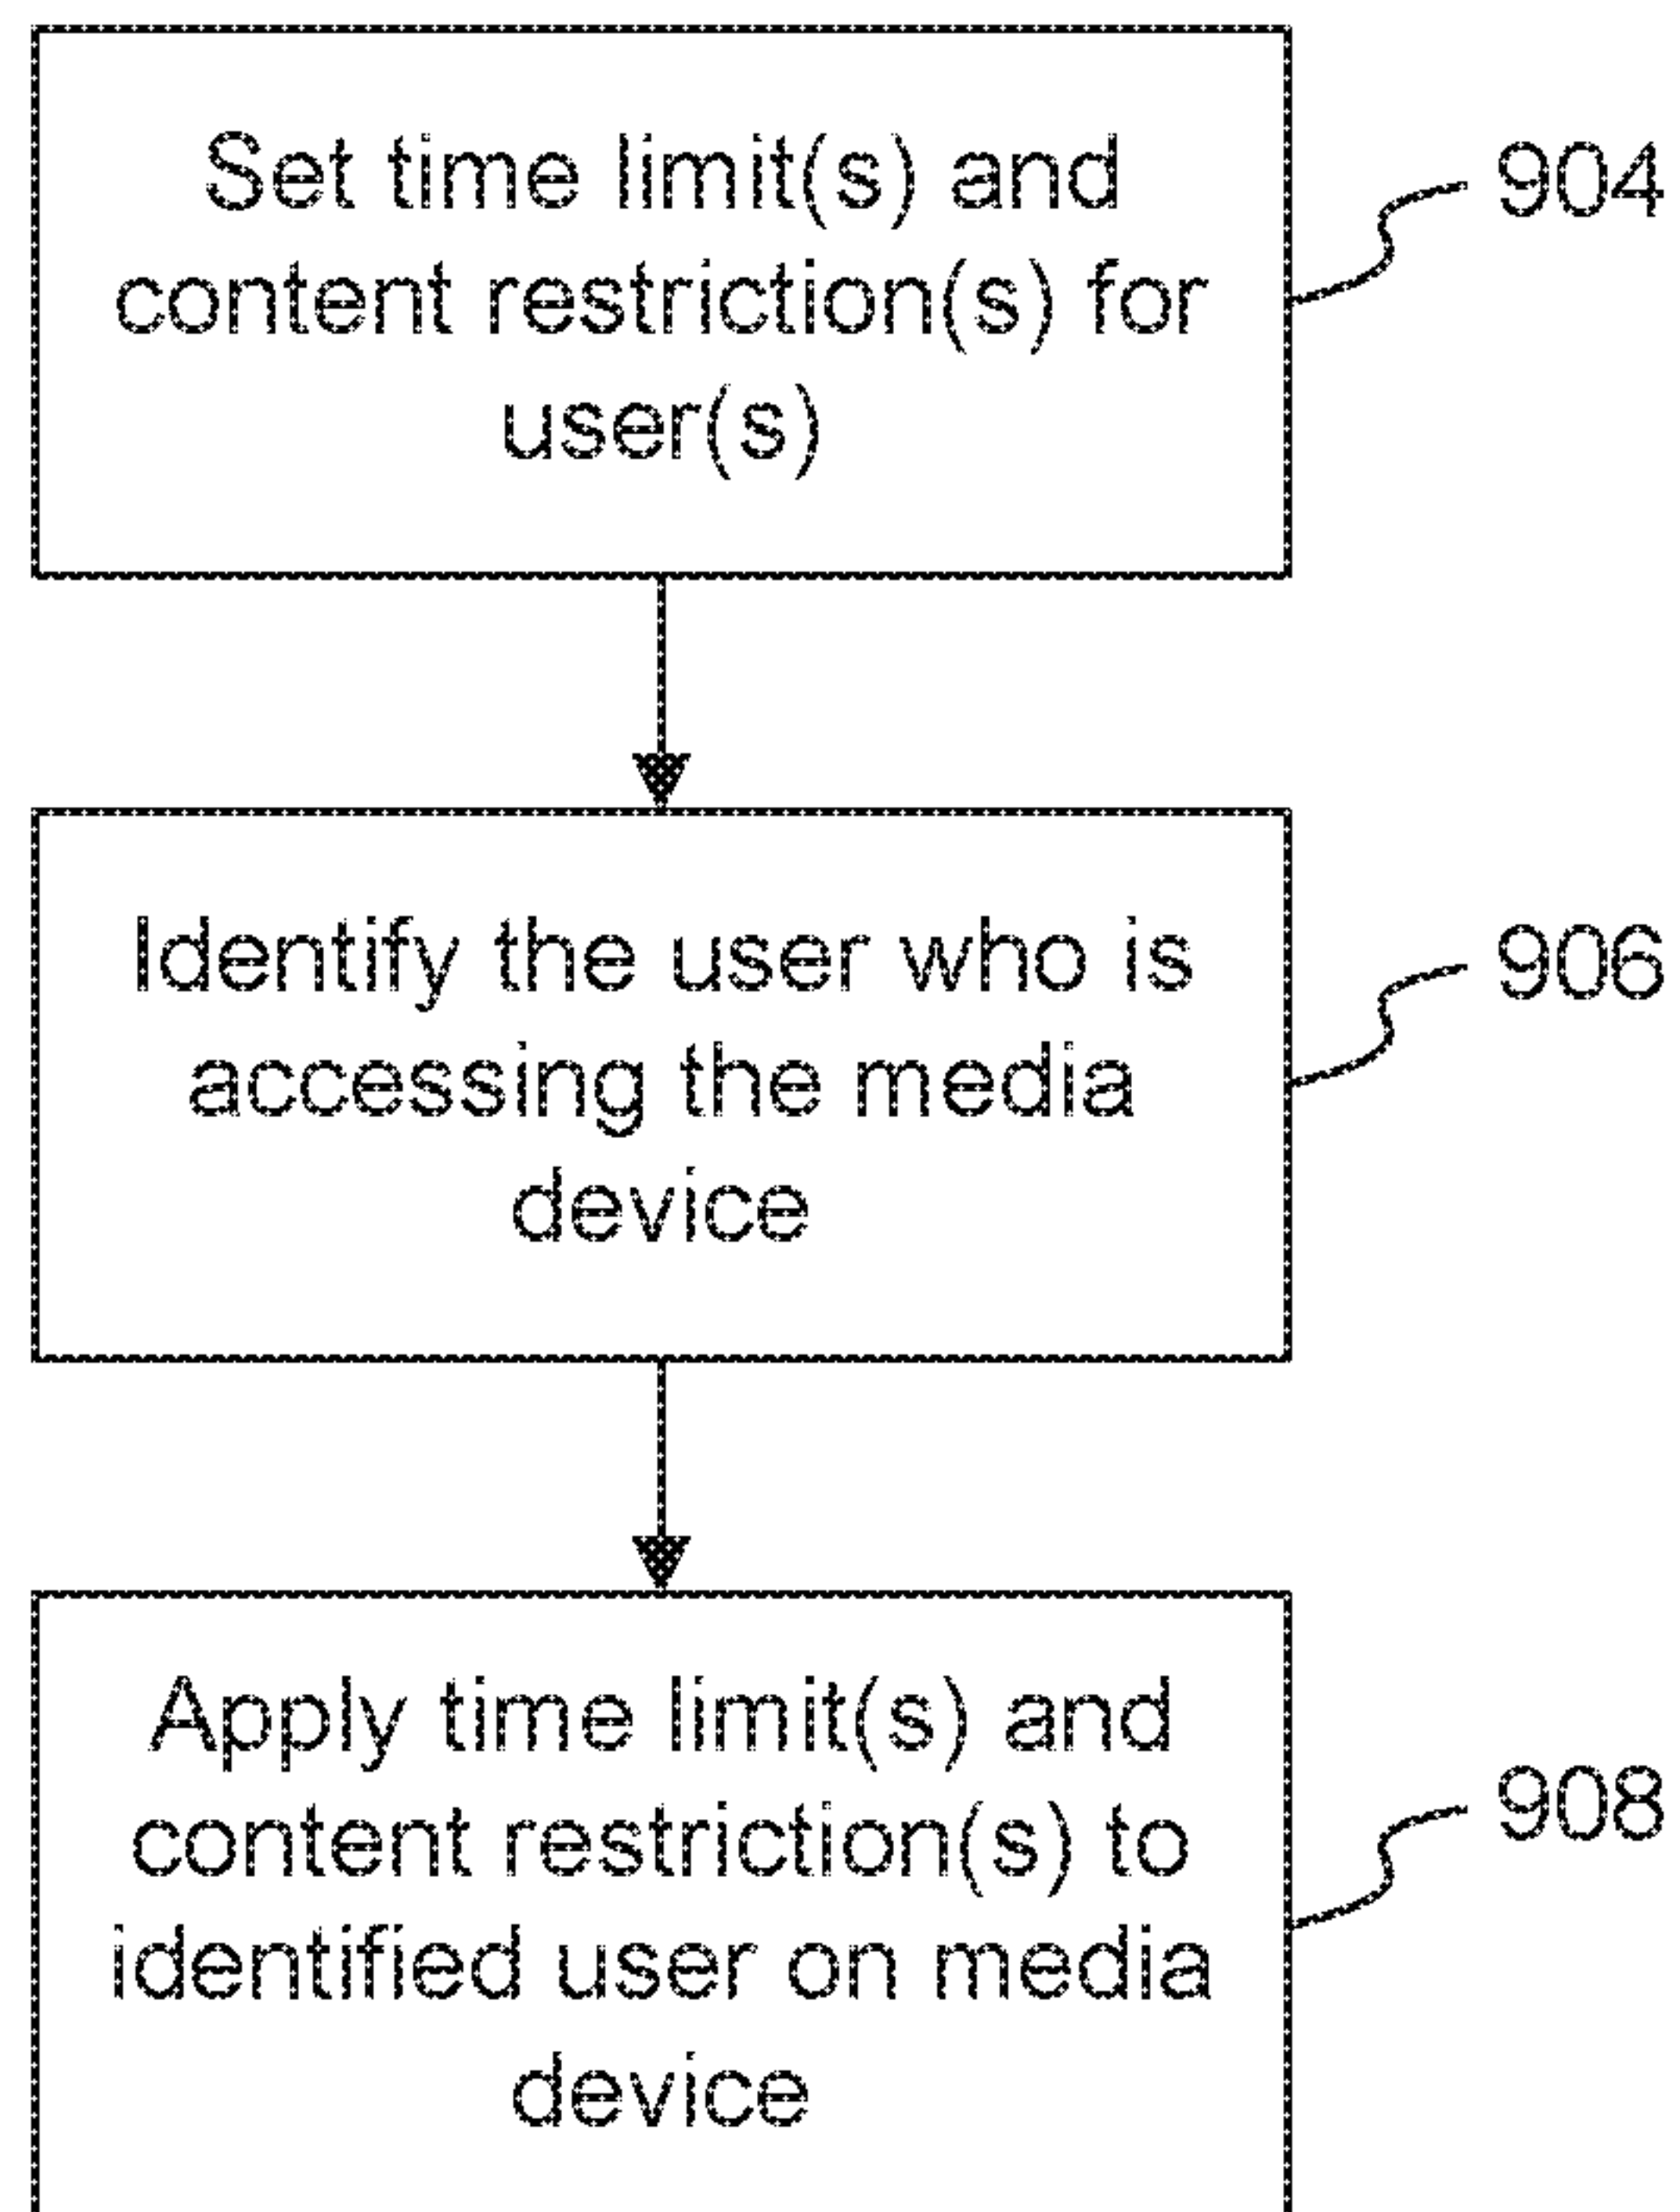 Set time limit(s) and
content restriction(s) for
user(s)
904
Identify the user who is
accessing the media
device
906
Apply time limit(s) and
content restriction(s) to
identified user on media
device
908